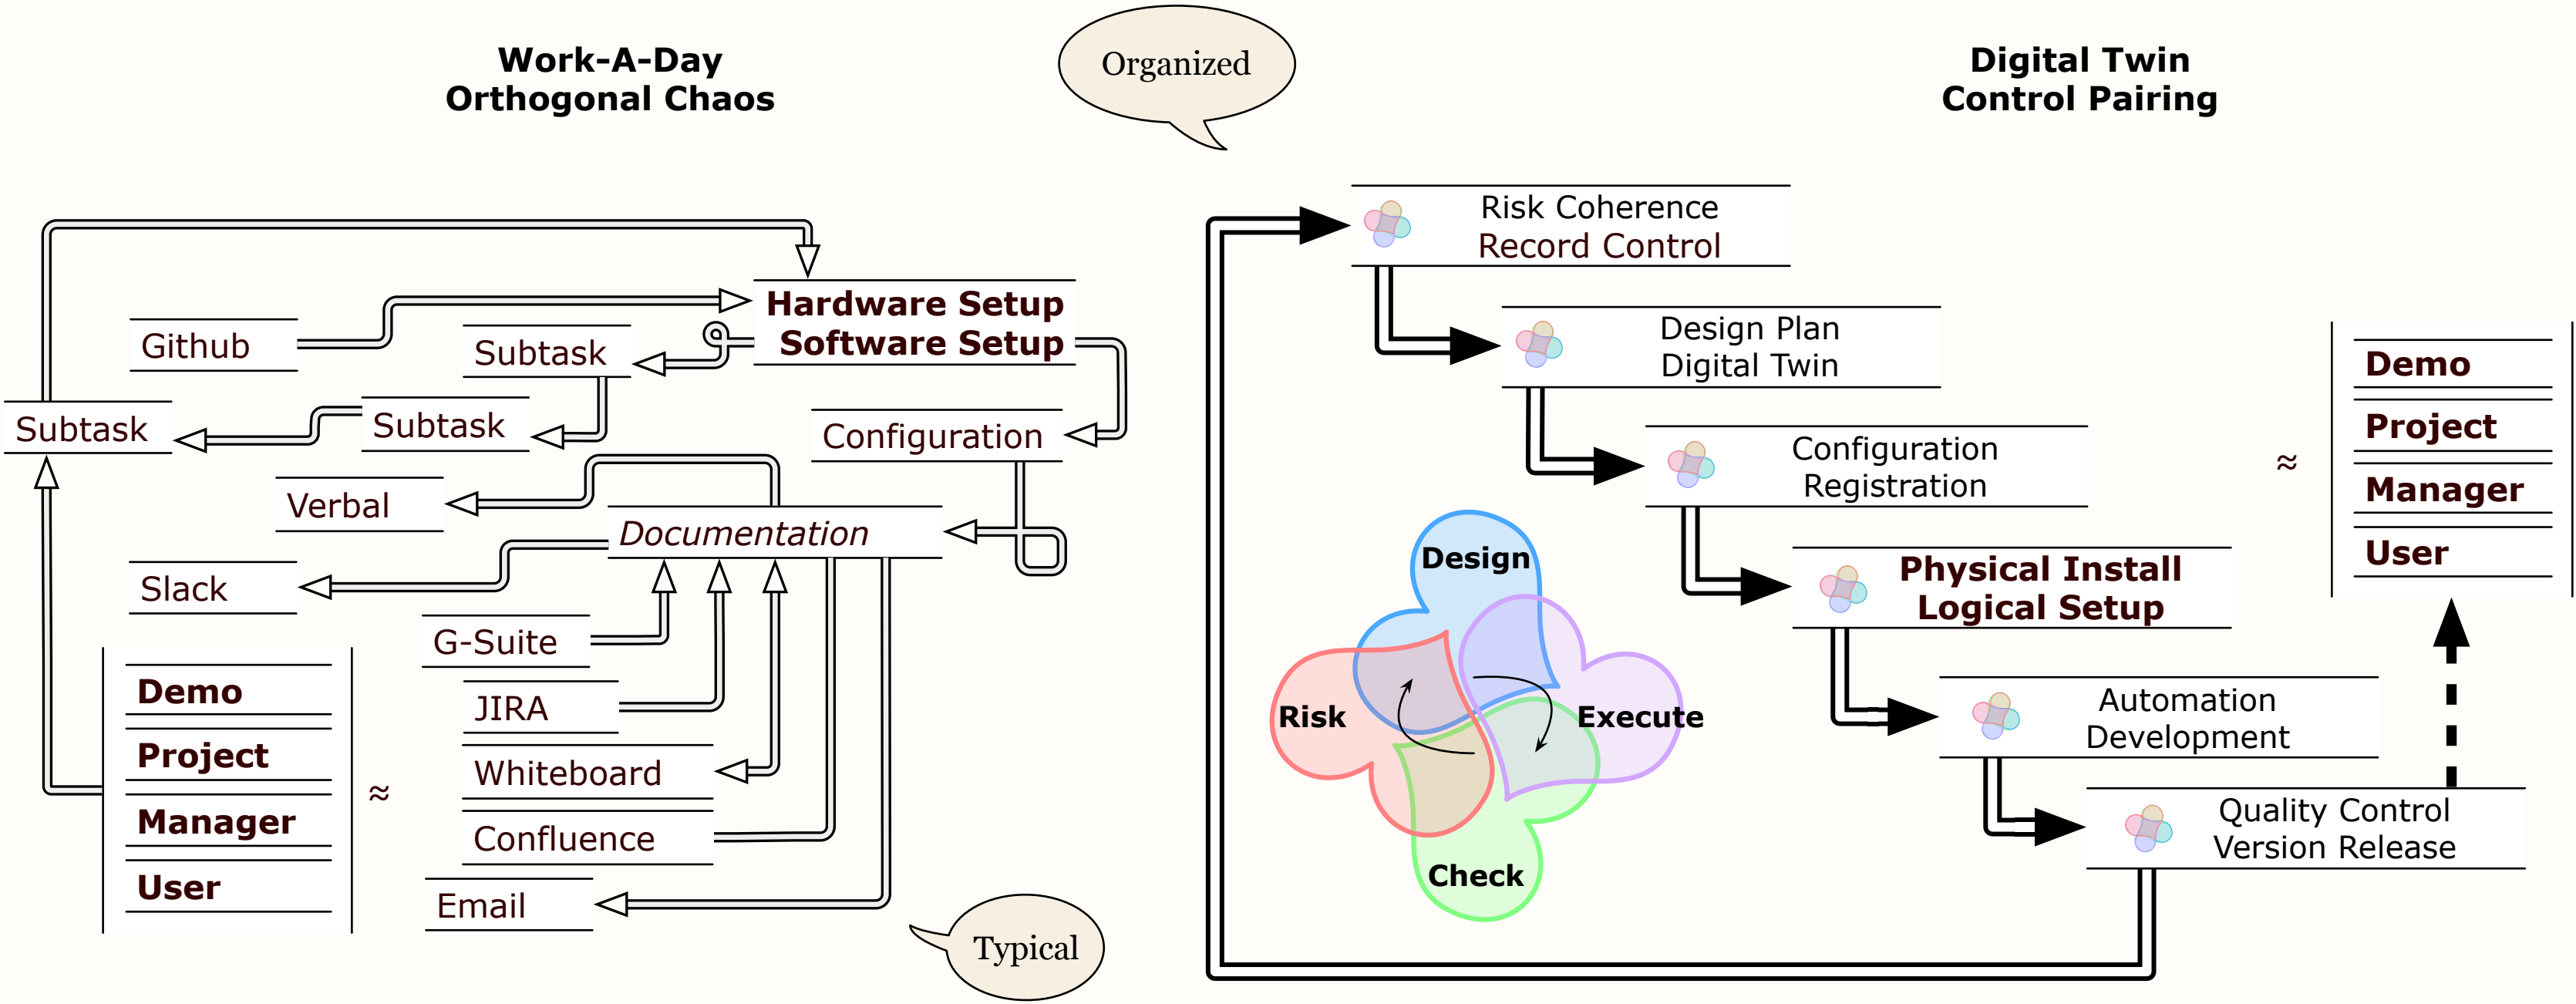 Work-A-Day
Orthogonal Chaos
Organized
Digital Twin
Control Pairing
Hardware Setup
Software Setup
Github
Subtask
Subtask
Subtask
Configuration
Verbal
Documentation
Slack
G-Suite
JIRA
Whiteboard
Confluence
Email
Demo
Project
Manager
User
≈
Typical
Risk Coherence
Record Control
Design Plan
Digital Twin
Configuration
Registration
Physical Install
Logical Setup
Automation
Development
Quality Control
Version Release
Design
Risk
Execute
Check
≈
Demo
Project
Manager
User